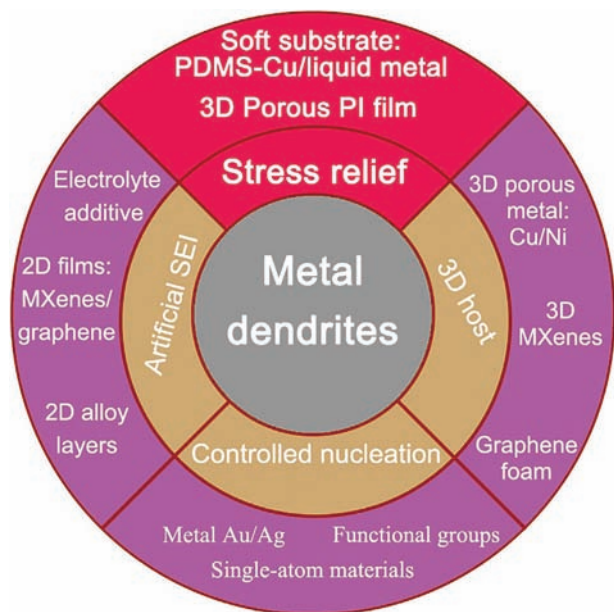 Soft substrate:
PDMS-Cu/liquid metal
3D Porous PI film
Stress relief
Electrolyte
additive
2D films:
MXenes/
graphene
2D alloy
layers
Artificial SEI
Metal
dendrites
3D host
3D porous
metal:
Cu/Ni
3D
MXenes
Graphene
foam
Controlled nucleation
Metal Au/Ag
Functional groups
Single-atom materials